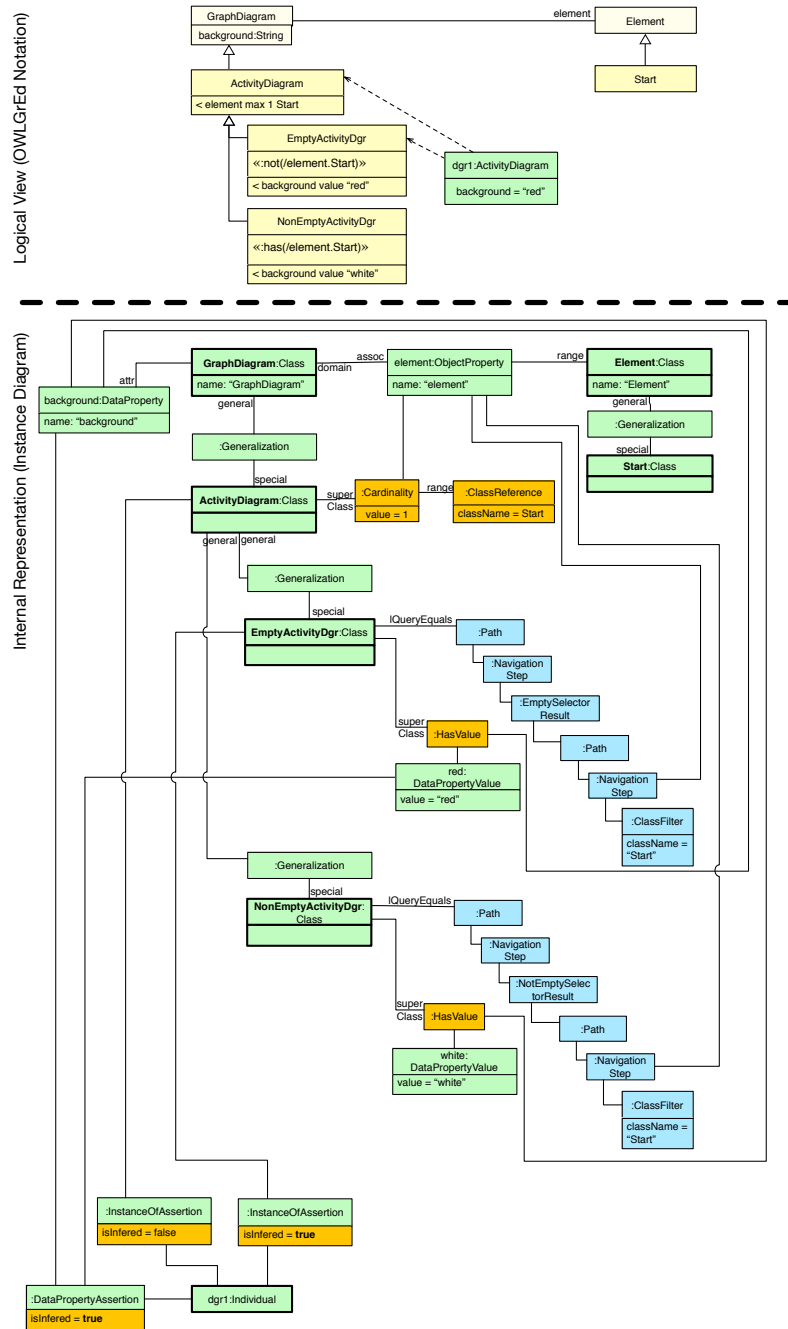 Logical View (OWLGrEd Notation)
GraphDiagram
background:String
element
Element
Start
ActivityDiagram
< element max 1 Start
EmptyActivityDgr
«:not(/element.Start)»
< background value “red”
dgr1:ActivityDiagram
background = “red”
NonEmptyActivityDgr
«:has(/element.Start)»
< background value “white”
Internal Representation (Instance Diagram)
GraphDiagram:Class
name: “GraphDiagram”
domain
assoc
element:ObjectProperty
name: “element”
range
Element:Class
name: “Element”
attr
background:DataProperty
name: “background”
general
general
:Generalization
:Generalization
special
special
Start:Class
ActivityDiagram:Class
super
Class
:Cardinality
value = 1
range
:ClassReference
className = Start
general
general
:Generalization
special
EmptyActivityDgr:Class
IQueryEquals
:Path
:Navigation
Step
:EmptySelector
Result
super
Class
:HasValue
:Path
red:
DataPropertyValue
value = “red”
:Navigation
Step
:ClassFilter
className =
“Start”
:Generalization
special
NonEmptyActivityDgr:
Class
IQueryEquals
:Path
:Navigation
Step
:NotEmptySelec
torResult
super
Class
:HasValue
:Path
white:
DataPropertyValue
value = “white”
:Navigation
Step
:ClassFilter
className =
“Start”
:InstanceOfAssertion
isInfered = false
:InstanceOfAssertion
isInfered = true
:DataPropertyAssertion
isInfered = true
dgr1:Individual